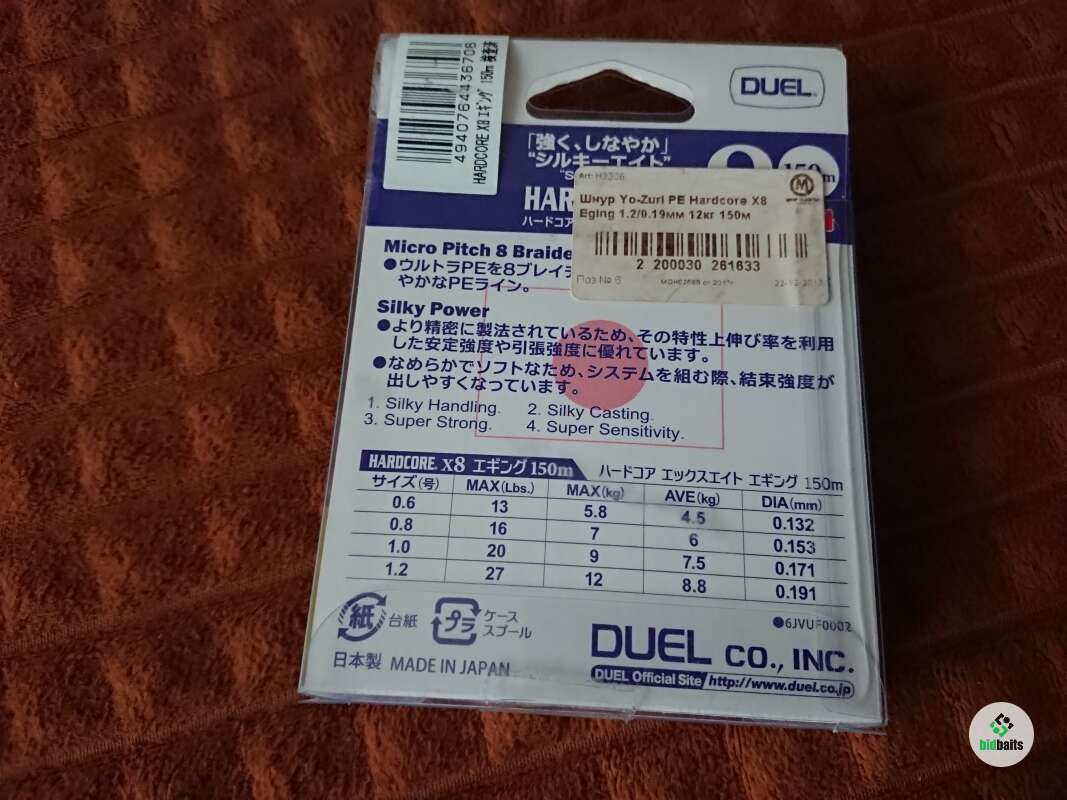 4940764436706
HARDCORE X8 エギング 150m
DUEL
「強く、しなやか」
“シルキーエイト”
8
150m
HAR
ハードコア
Art: H3306
Шнур Yo-Zuri PE Hardcore X8
Eging 1.2/0.19мм 12кг 150м
2 200030 261633
Поз № 6
Micro Pitch 8 Braide
●ウルトラPEを8ブレイ
やかなPEライン。
Silky Power
●より精密に製法されているため、その特性上伸び率を利用
した安定強度や引張強度に優れています。
●なめらかでソフトなため、システムを組む際、結束強度が
出しやすくなっています。
1. Silky Handling. 2. Silky Casting.
3. Super Strong. 4. Super Sensitivity.
HARDCORE X8 エギング 150m ハードコア エックスエイト エギング 150m
サイズ(号) MAX(Lbs.) MAX(kg) AVE(kg) DIA(mm)
0.6 13 5.8 4.5 0.132
0.8 16 7 6 0.153
1.0 20 9 7.5 0.171
1.2 27 12 8.8 0.191
●6JVUF0002
紙 台紙 プラ ケース
スプール
日本製 MADE IN JAPAN
DUEL CO., INC.
DUEL Official Site http://www.duel.co.jp
bidbaits